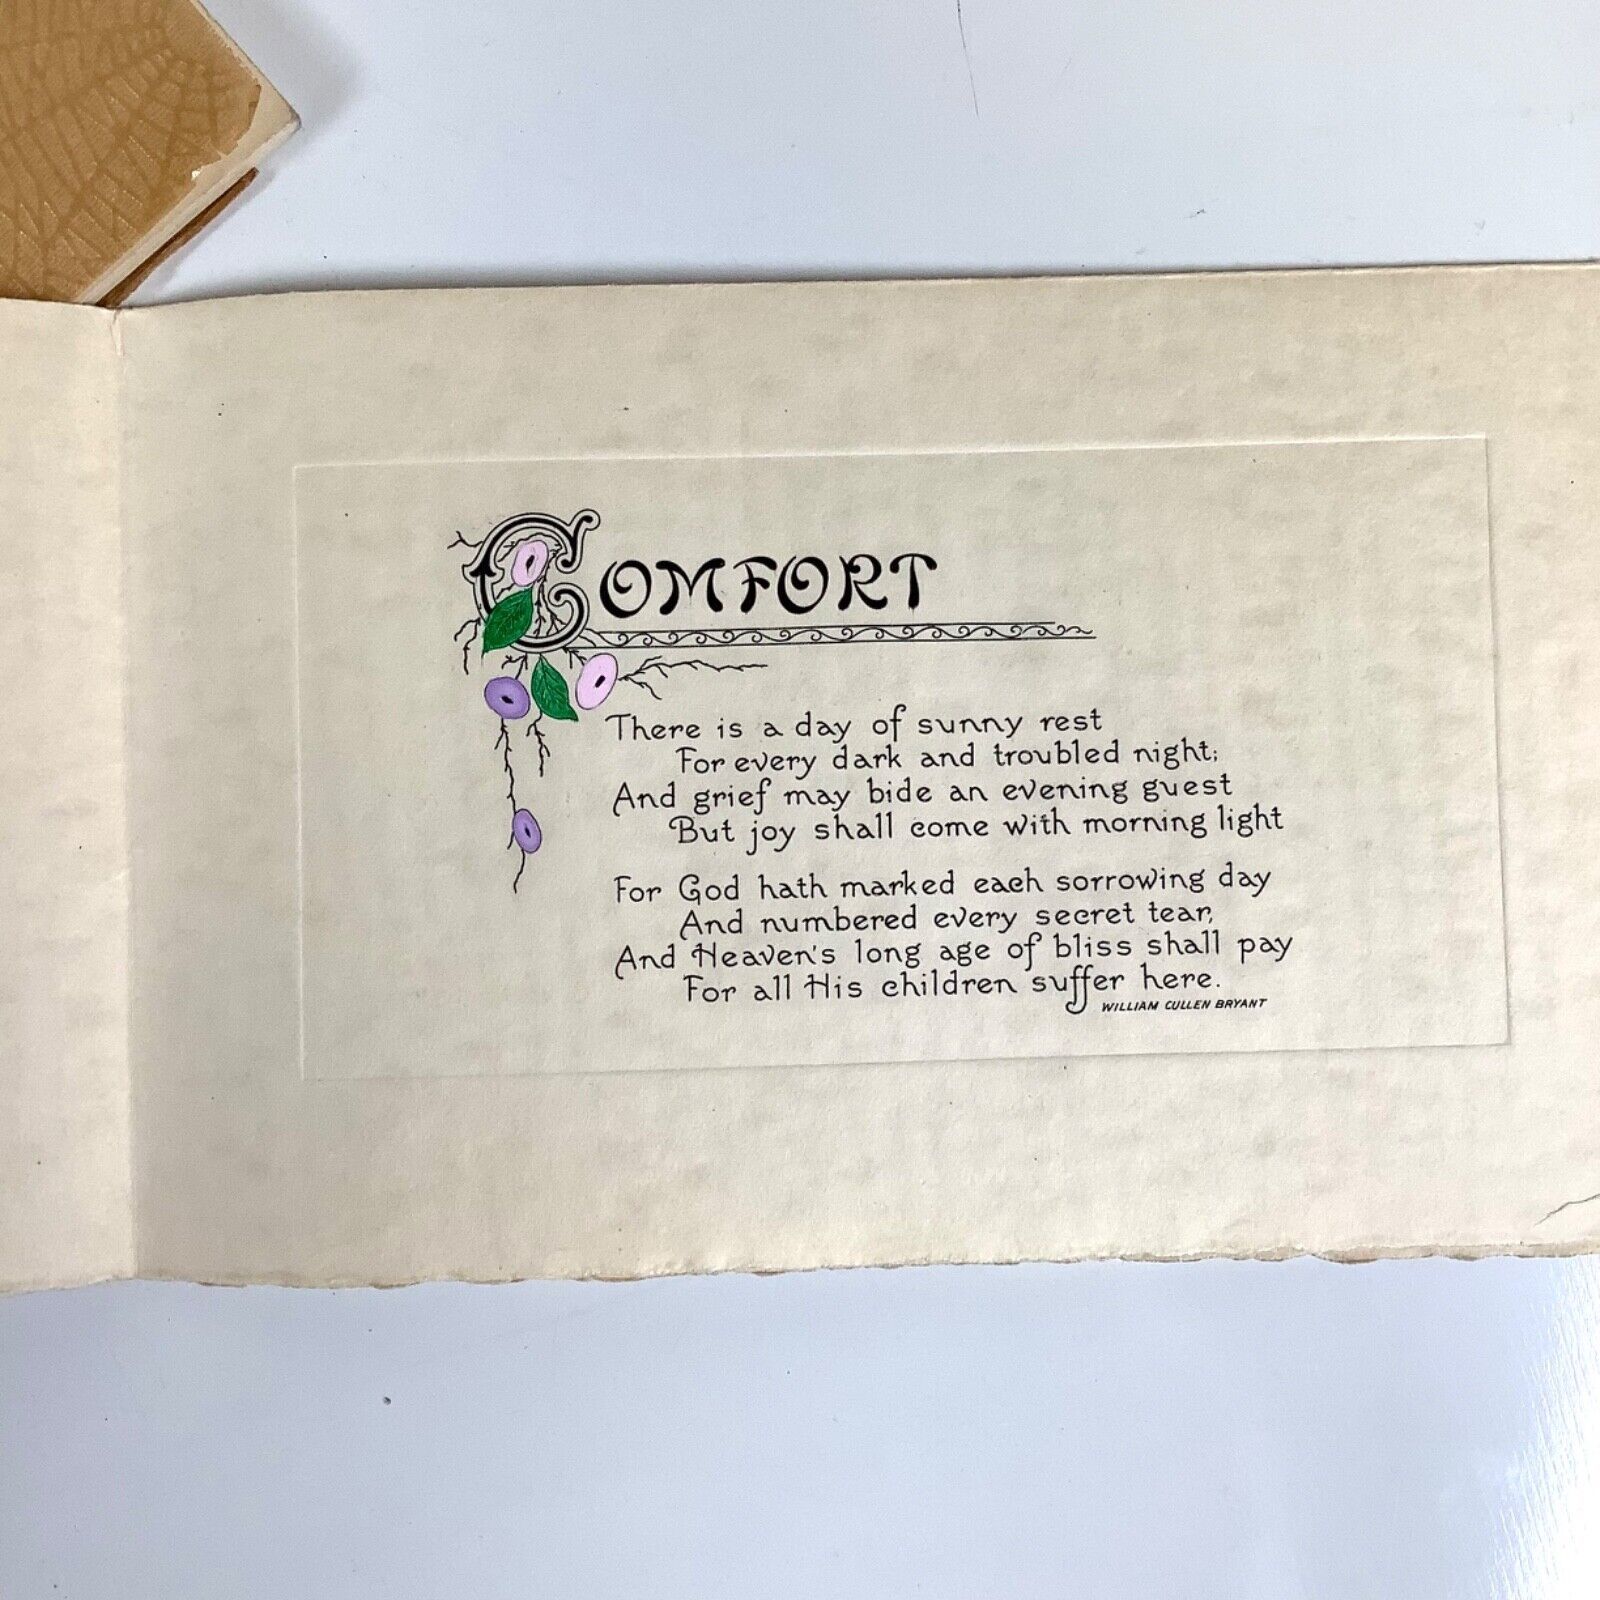 COMFORT
There is a day of sunny rest
For every dark and troubled night;
And grief may bide an evening guest
But joy shall come with morning light
For God hath marked each sorrowing day
And numbered every secret tear,
And Heaven's long age of bliss shall pay
For all His children suffer here.
WILLIAM CULLEN BRYANT